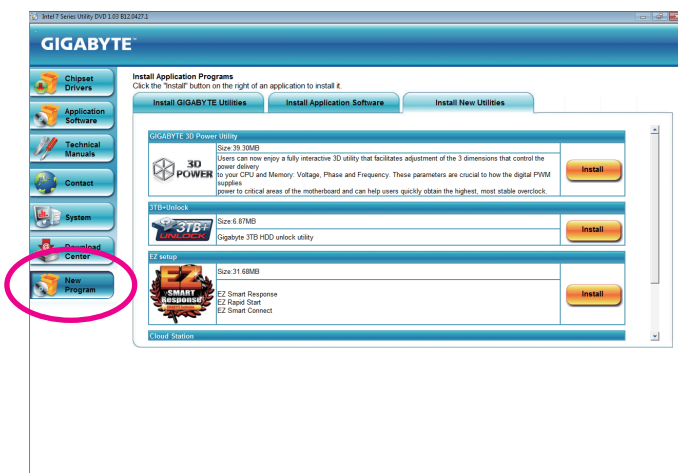 Intel 7 Series Utility DVD 1.03 B12.0427.1
GIGABYTE™
Chipset
Drivers
Application
Software
Technical
Manuals
Contact
System
Download
Center
New
Program
Install Application Programs
Click the "Install" button on the right of an application to install it.
Install GIGABYTE Utilities
Install Application Software
Install New Utilities
GIGABYTE 3D Power Utility
3D
POWER
Size:39.30MB
Users can now enjoy a fully interactive 3D utility that facilitates adjustment of the 3 dimensions that control the
power delivery
to your CPU and Memory: Voltage, Phase and Frequency. These parameters are crucial to how the digital PWM
supplies
power to critical areas of the motherboard and can help users quickly obtain the highest, most stable overclock.
Install
3TB+Unlock
3TB+
UNLOCK
Size:6.87MB
Gigabyte 3TB HDD unlock utility
Install
EZ setup
EZ
SMART
Response
Size:31.68MB
EZ Smart Response
EZ Rapid Start
EZ Smart Connect
Install
Cloud Station